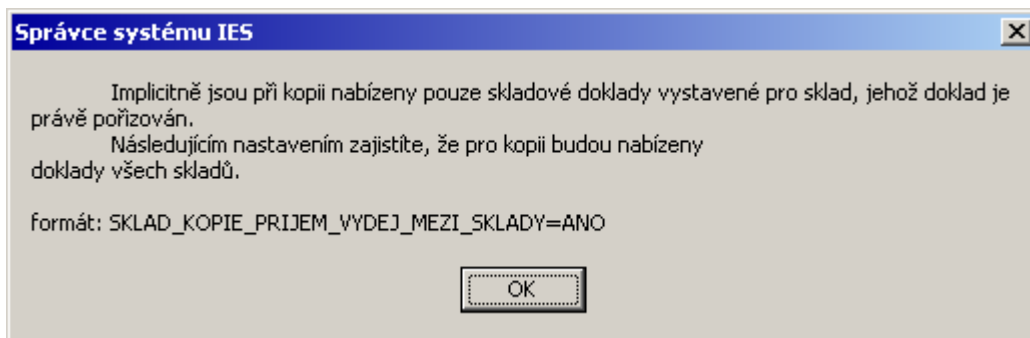 Správce systému IES
Implicitně jsou při kopii nabízeny pouze skladové doklady vystavené pro sklad, jehož doklad je
právě pořizován.
Následujícím nastavením zajistíte, že pro kopii budou nabízeny
doklady všech skladů.
formát: SKLAD_KOPIE_PRIJEM_VYDEJ_MEZI_SKLADY=ANO
OK